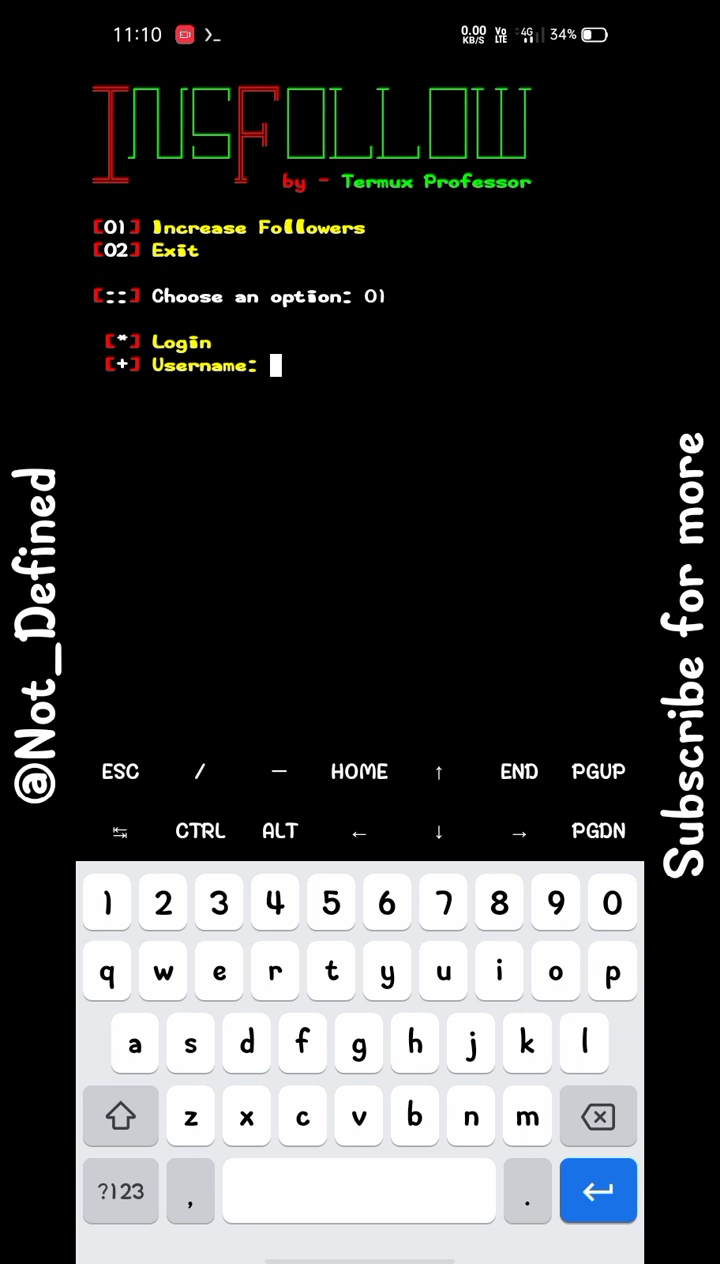 11:10
0.00 KB/S Vo LTE 4G 34%
INSFOLLOW
by - Termux Professor
[01] Increase Followers
[02] Exit
[::] Choose an option: 01
[*] Login
[+] Username:
@Not_Defined
Subscribe for more
ESC / — HOME ↑ END PGUP
↹ CTRL ALT ← ↓ → PGDN
1 2 3 4 5 6 7 8 9 0
q w e r t y u i o p
a s d f g h j k l
z x c v b n m
?123 , .